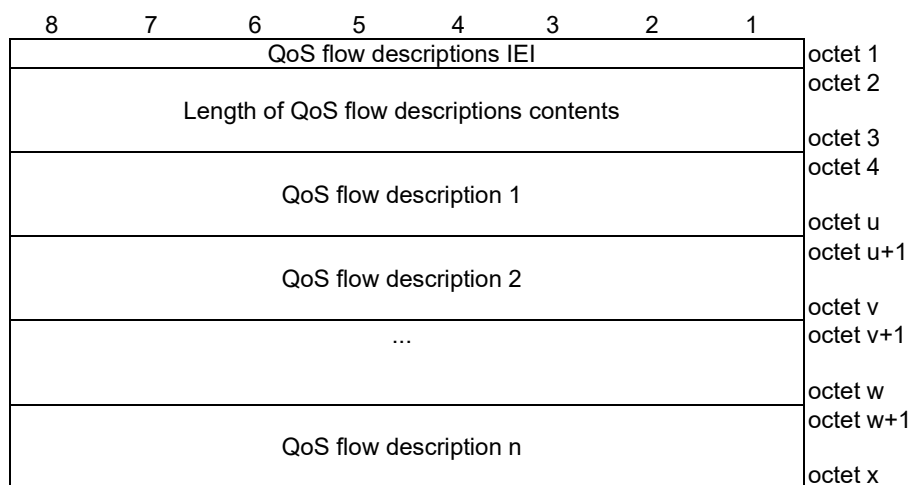 8 7 6 5 4 3 2 1
QoS flow descriptions IEI octet 1
octet 2
Length of QoS flow descriptions contents
octet 3
octet 4
QoS flow description 1
octet u
octet u+1
QoS flow description 2
octet v
... octet v+1
octet w
octet w+1
QoS flow description n
octet x